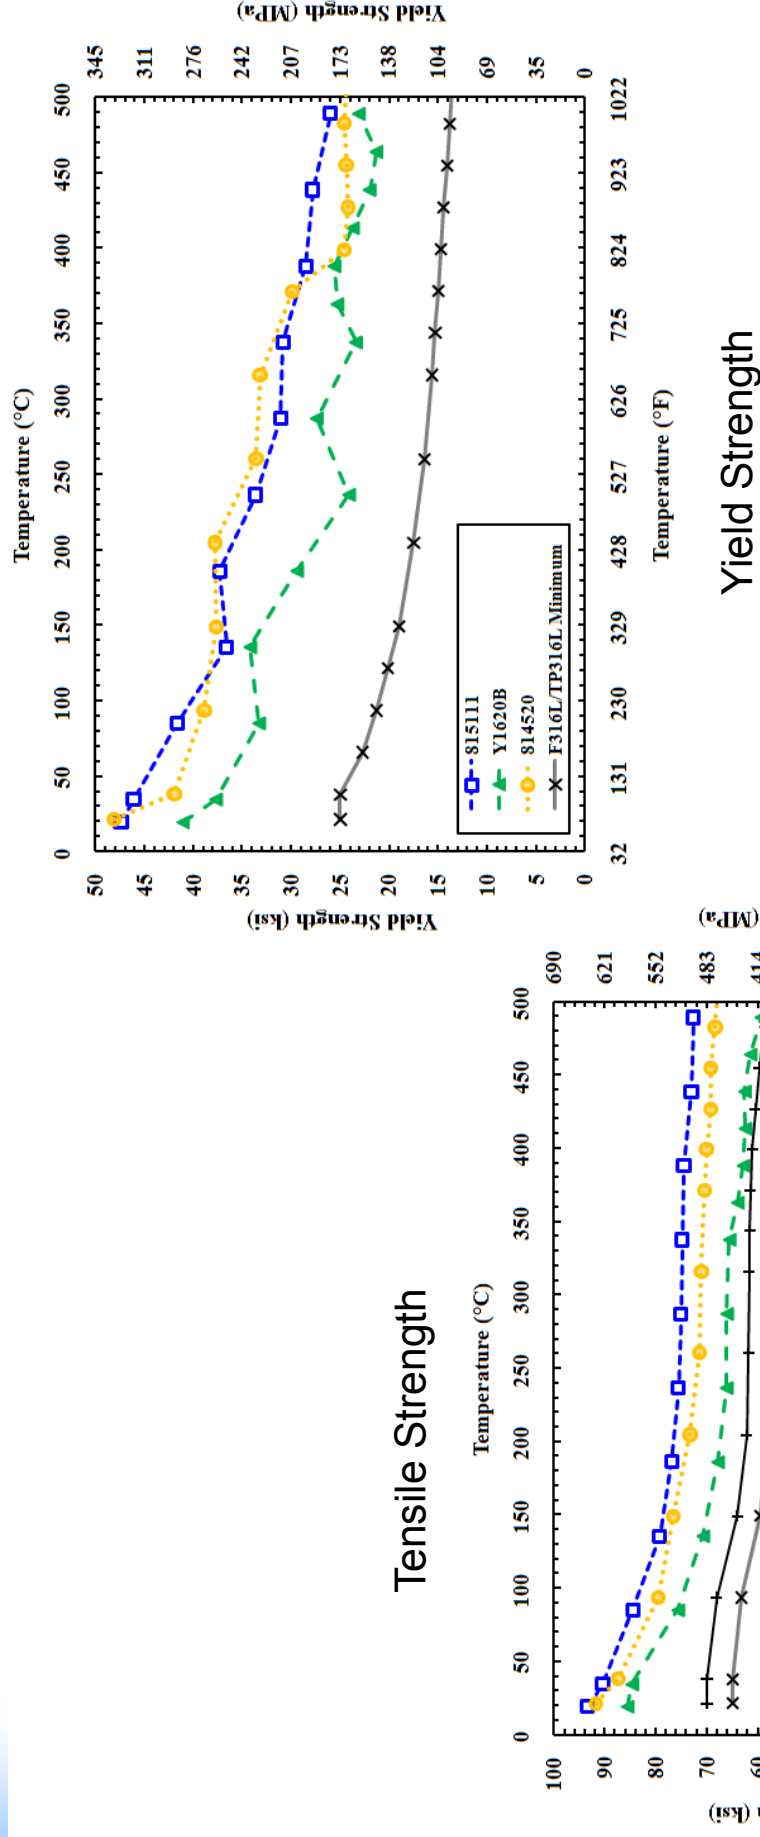 Tensile Strength
Temperature (°C)
0 50 100 150 200 250 300 350 400 450 500
100
90
80
70
690
621
552
483
414
(ksi)
(MPa)
Yield Strength
Temperature (°C)
0 50 100 150 200 250 300 350 400 450 500
Yield Strength (ksi)
50
45
40
35
30
25
20
15
10
5
0
Yield Strength (MPa)
345
311
276
242
207
173
138
104
69
35
0
815111
Y1620B
814520
F316L/TP316L Minimum
32 131 230 329 428 527 626 725 824 923 1022
Temperature (°F)